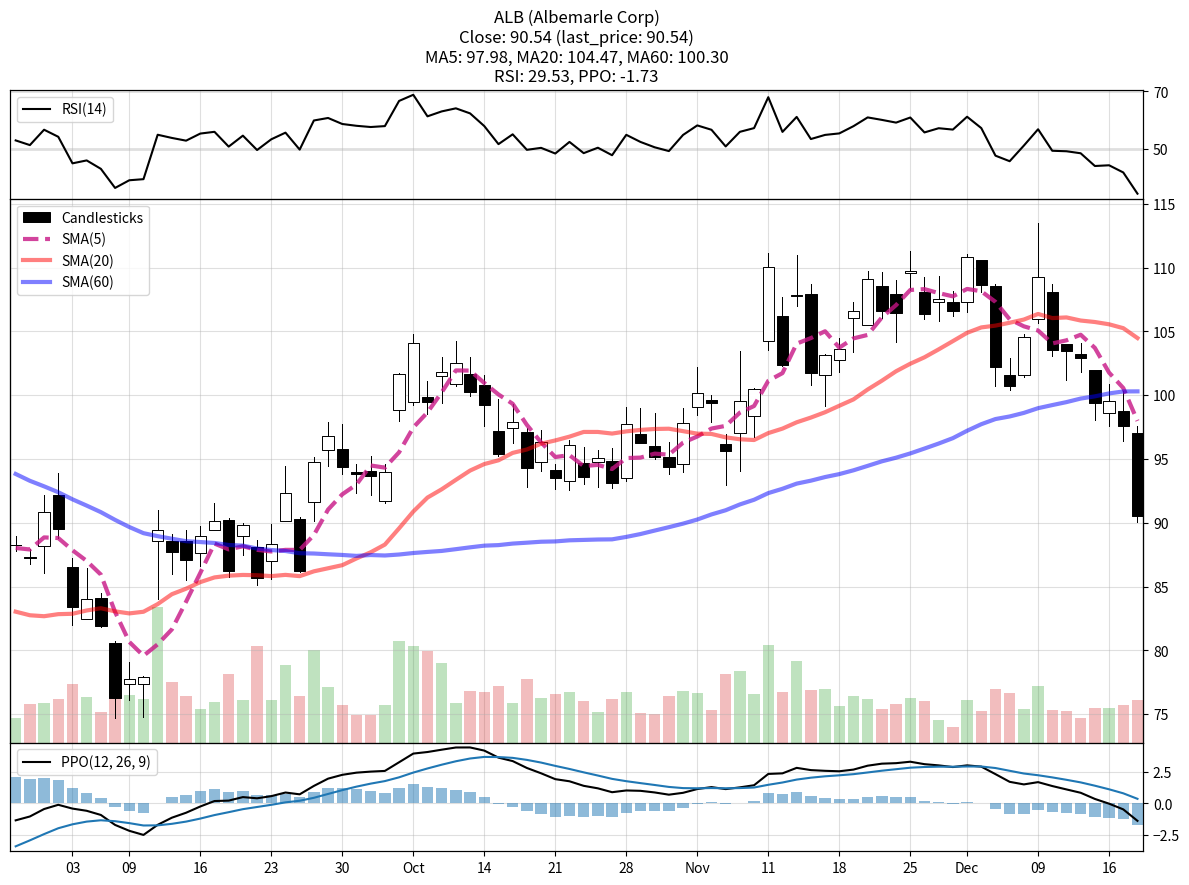 ALB (Albemarle Corp)
Close: 90.54 (last_price: 90.54)
MA5: 97.98, MA20: 104.47, MA60: 100.30
RSI: 29.53, PPO: -1.73
RSI(14)
70
50
Candlesticks
SMA(5)
SMA(20)
SMA(60)
115
110
105
100
95
90
85
80
75
PPO(12, 26, 9)
2.5
0.0
−2.5
03 09 16 23 30 Oct 14 21 28 Nov 11 18 25 Dec 09 16